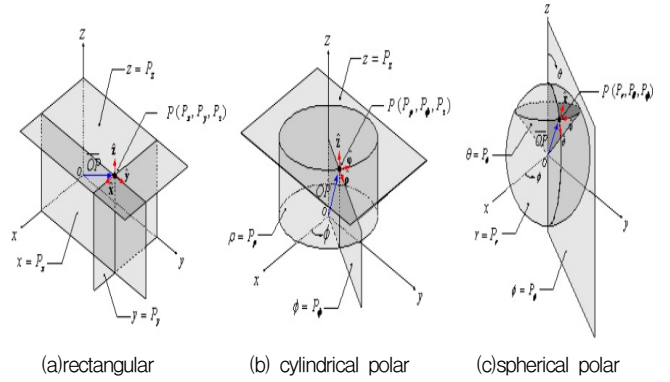 Z
z = P_z
P(P_x, P_y, P_z)
ẑ
OP
O
y
x
x
y
x = P_x
y = P_y
(a)rectangular
Z
z = P_z
P(P_ρ, P_φ, P_z)
ẑ
φ
OP
ρ
O
φ
x
y
ρ = P_ρ
φ = P_φ
(b) cylindrical polar
Z
θ
P(P_r, P_θ, P_φ)
OP
O
θ = P_θ
φ
x
y
r = P_r
φ = P_φ
(c)spherical polar